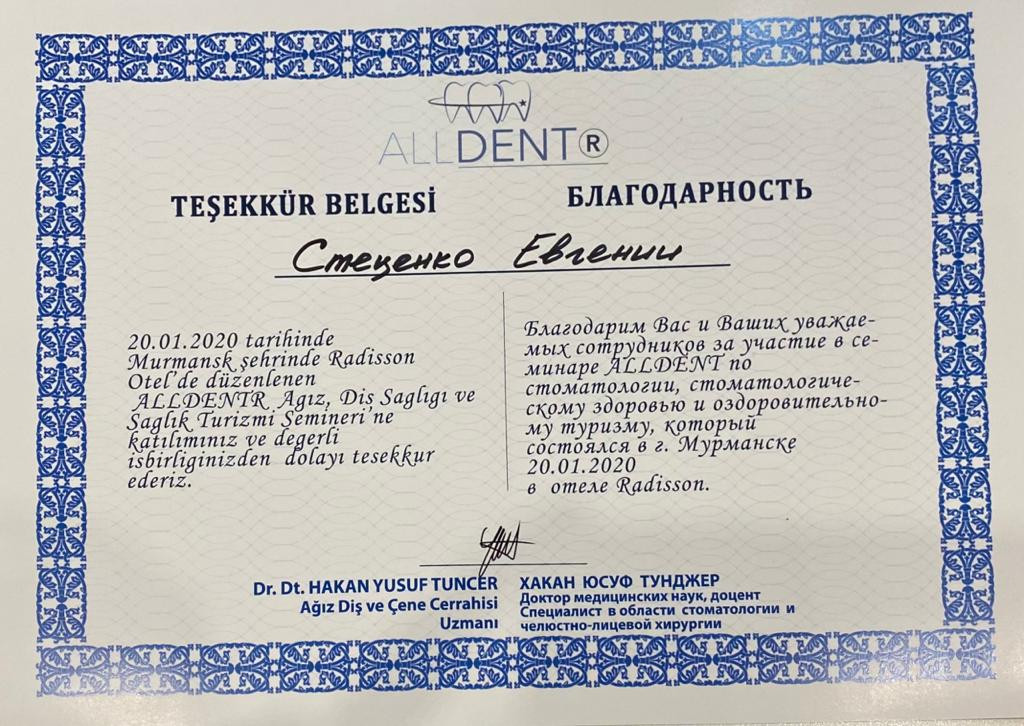 ALLDENT®
TEŞEKKÜR BELGESİ
БЛАГОДАРНОСТЬ
Стеценко Евгении
20.01.2020 tarihinde
Murmansk şehrinde Radisson
Otel'de düzenlenen
ALLDENTR Agız, Diş Saglıgı ve
Saglık Turizmi Semineri'ne
katılımınız ve degerli
isbirliginizden dolayı tesekkur
ederiz.
Благодарим Вас и Ваших уважае-
мых сотрудников за участие в се-
минаре ALLDENT по
стоматологии, стоматологиче-
скому здоровью и оздоровительно-
му туризму, который
состоялся в г. Мурманске
20.01.2020
в отеле Radisson.
Dr. Dt. HAKAN YUSUF TUNCER
Ağız Diş ve Çene Cerrahisi
Uzmanı
ХАКАН ЮСУФ ТУНДЖЕР
Доктор медицинских наук, доцент
Специалист в области стоматологии и
челюстно-лицевой хирургии